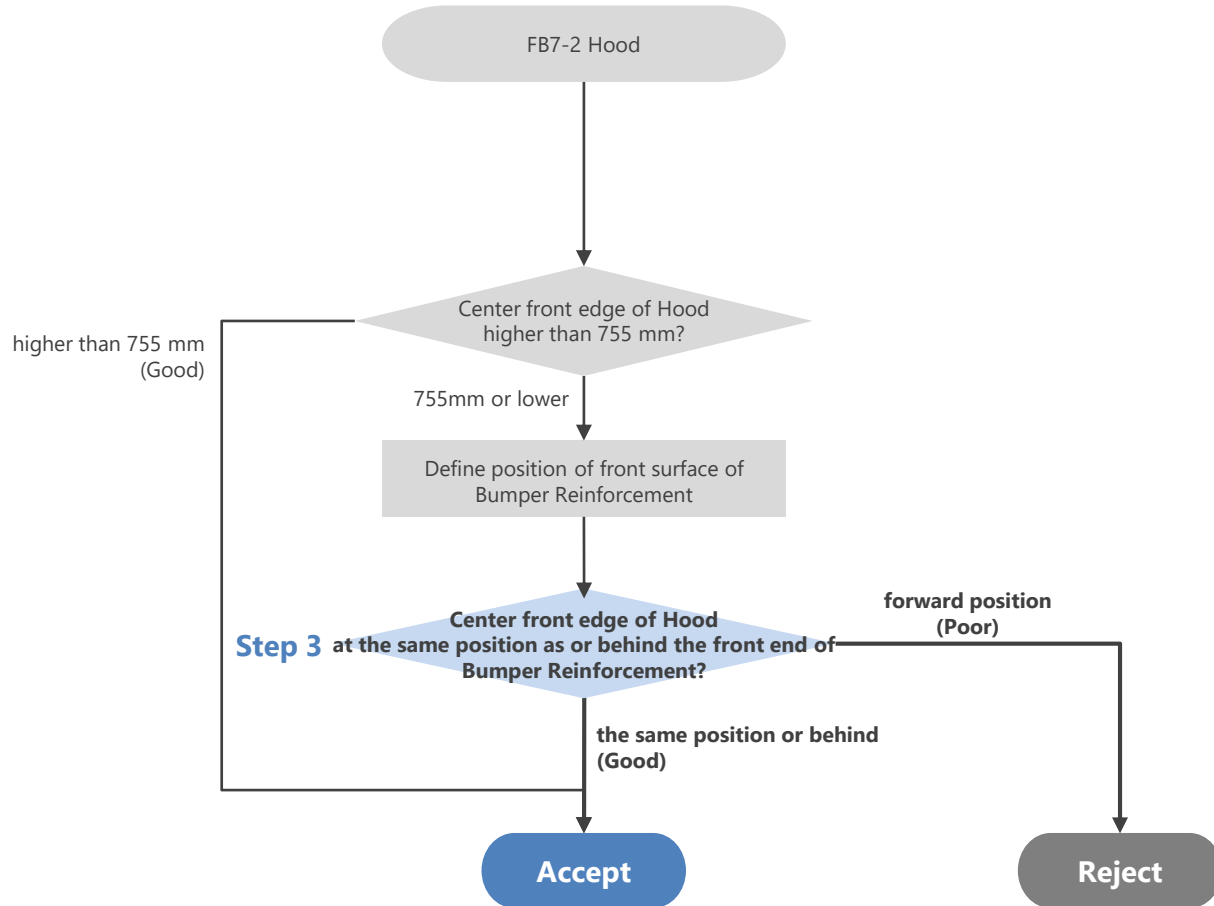 FB7-2 Hood
Center front edge of Hood
higher than 755 mm?
higher than 755 mm
(Good)
755mm or lower
Define position of front surface of
Bumper Reinforcement
Step 3
Center front edge of Hood
at the same position as or behind the front end of
Bumper Reinforcement?
forward position
(Poor)
the same position or behind
(Good)
Accept
Reject